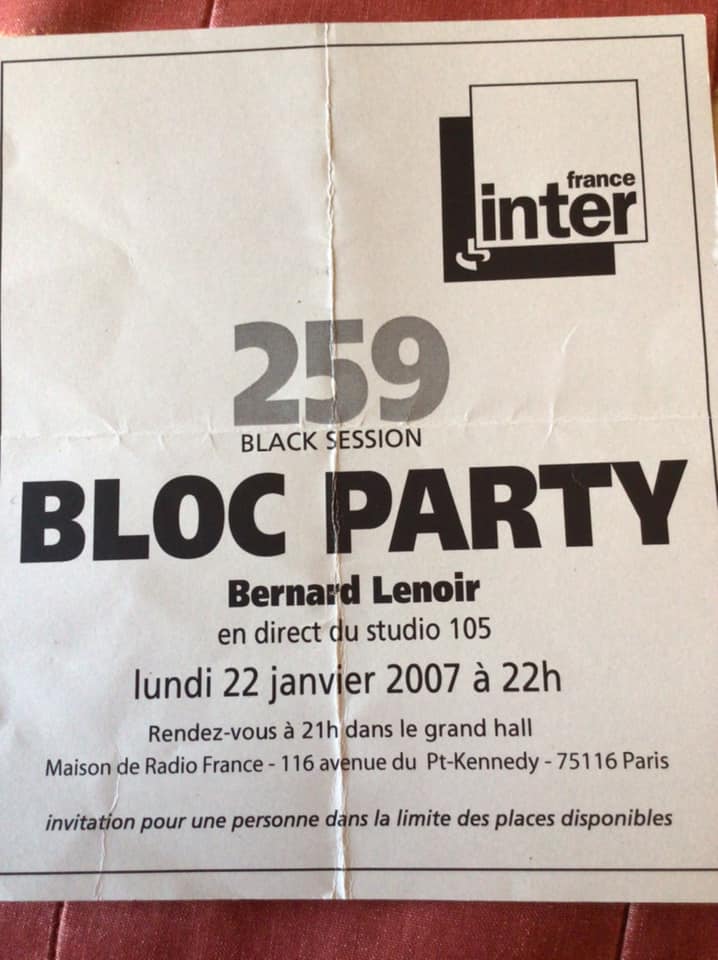 france
inter
259
BLACK SESSION
BLOC PARTY
Bernard Lenoir
en direct du studio 105
lundi 22 janvier 2007 à 22h
Rendez-vous à 21h dans le grand hall
Maison de Radio France - 116 avenue du Pt-Kennedy - 75116 Paris
invitation pour une personne dans la limite des places disponibles